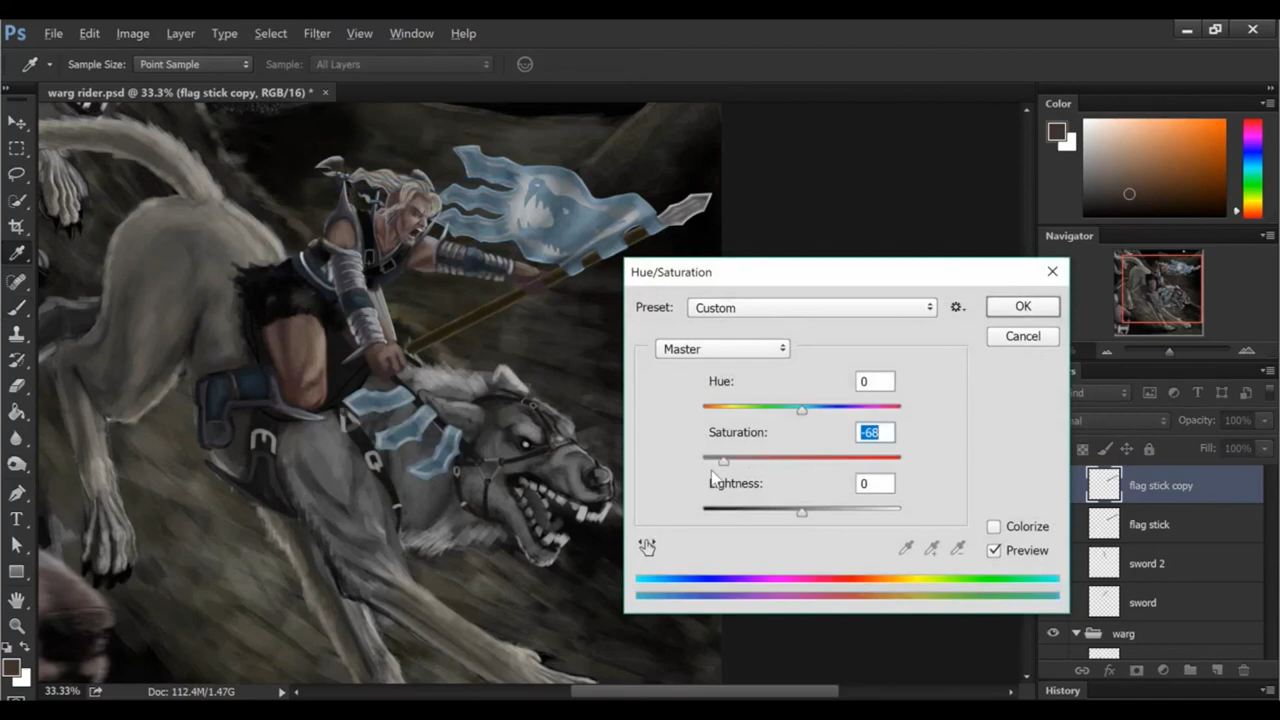 Ps File Edit Image Layer Type Select Filter View Window Help
Sample Size: Point Sample Sample: All Layers
warg rider.psd @ 33.3% (flag stick copy, RGB/16) * ×
Color
Navigator
Hue/Saturation
Preset: Custom
OK
Cancel
Master
Hue: 0
Saturation: -68
Lightness: 0
Colorize
Preview
Opacity: 100%
Fill: 100%
flag stick copy
flag stick
sword 2
sword
warg
fx
History
33.33% Doc: 112.4M/1.47G